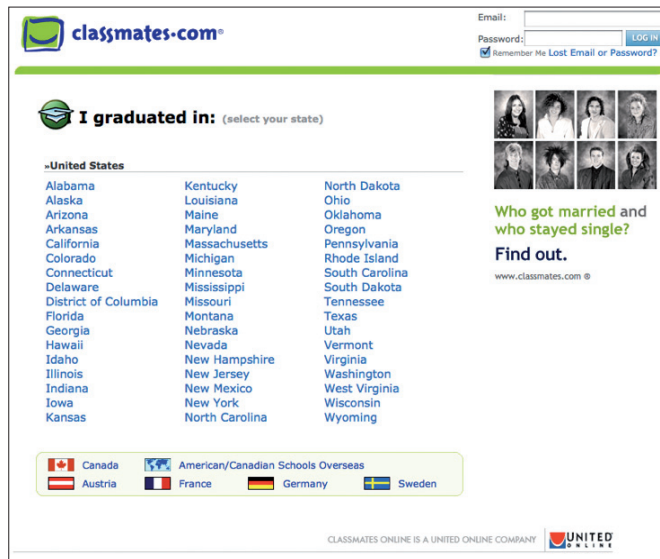 classmates.com®
Email:
Password:
LOG IN
Remember Me Lost Email or Password?
I graduated in: (select your state)
»United States
Alabama
Alaska
Arizona
Arkansas
California
Colorado
Connecticut
Delaware
District of Columbia
Florida
Georgia
Hawaii
Idaho
Illinois
Indiana
Iowa
Kansas
Kentucky
Louisiana
Maine
Maryland
Massachusetts
Michigan
Minnesota
Mississippi
Missouri
Montana
Nebraska
Nevada
New Hampshire
New Jersey
New Mexico
New York
North Carolina
North Dakota
Ohio
Oklahoma
Oregon
Pennsylvania
Rhode Island
South Carolina
South Dakota
Tennessee
Texas
Utah
Vermont
Virginia
Washington
West Virginia
Wisconsin
Wyoming
Who got married and
who stayed single?
Find out.
www.classmates.com ®
Canada American/Canadian Schools Overseas
Austria France Germany Sweden
CLASSMATES ONLINE IS A UNITED ONLINE COMPANY
UNITED
ONLINE